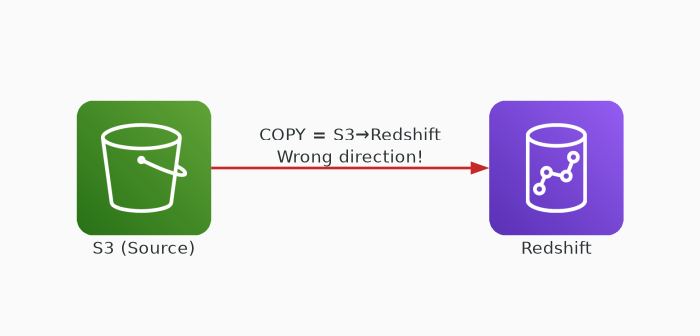 COPY = S3→Redshift
Wrong direction!
S3 (Source)
Redshift